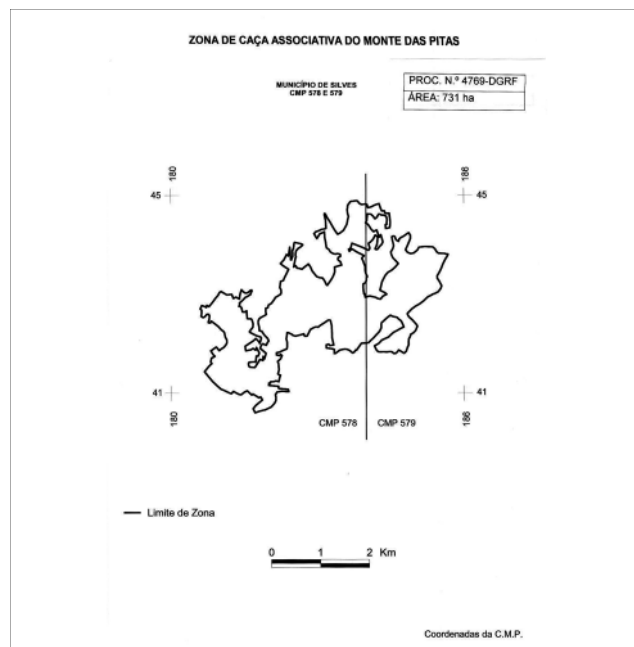 ZONA DE CAÇA ASSOCIATIVA DO MONTE DAS PITAS
MUNICÍPIO DE SILVES
CMP 578 E 579
PROC. N.º 4769-DGRF
ÁREA: 731 ha
180
186
45
45
41
41
180
186
CMP 578
CMP 579
Limite de Zona
0 1 2 Km
Coordenadas da C.M.P.